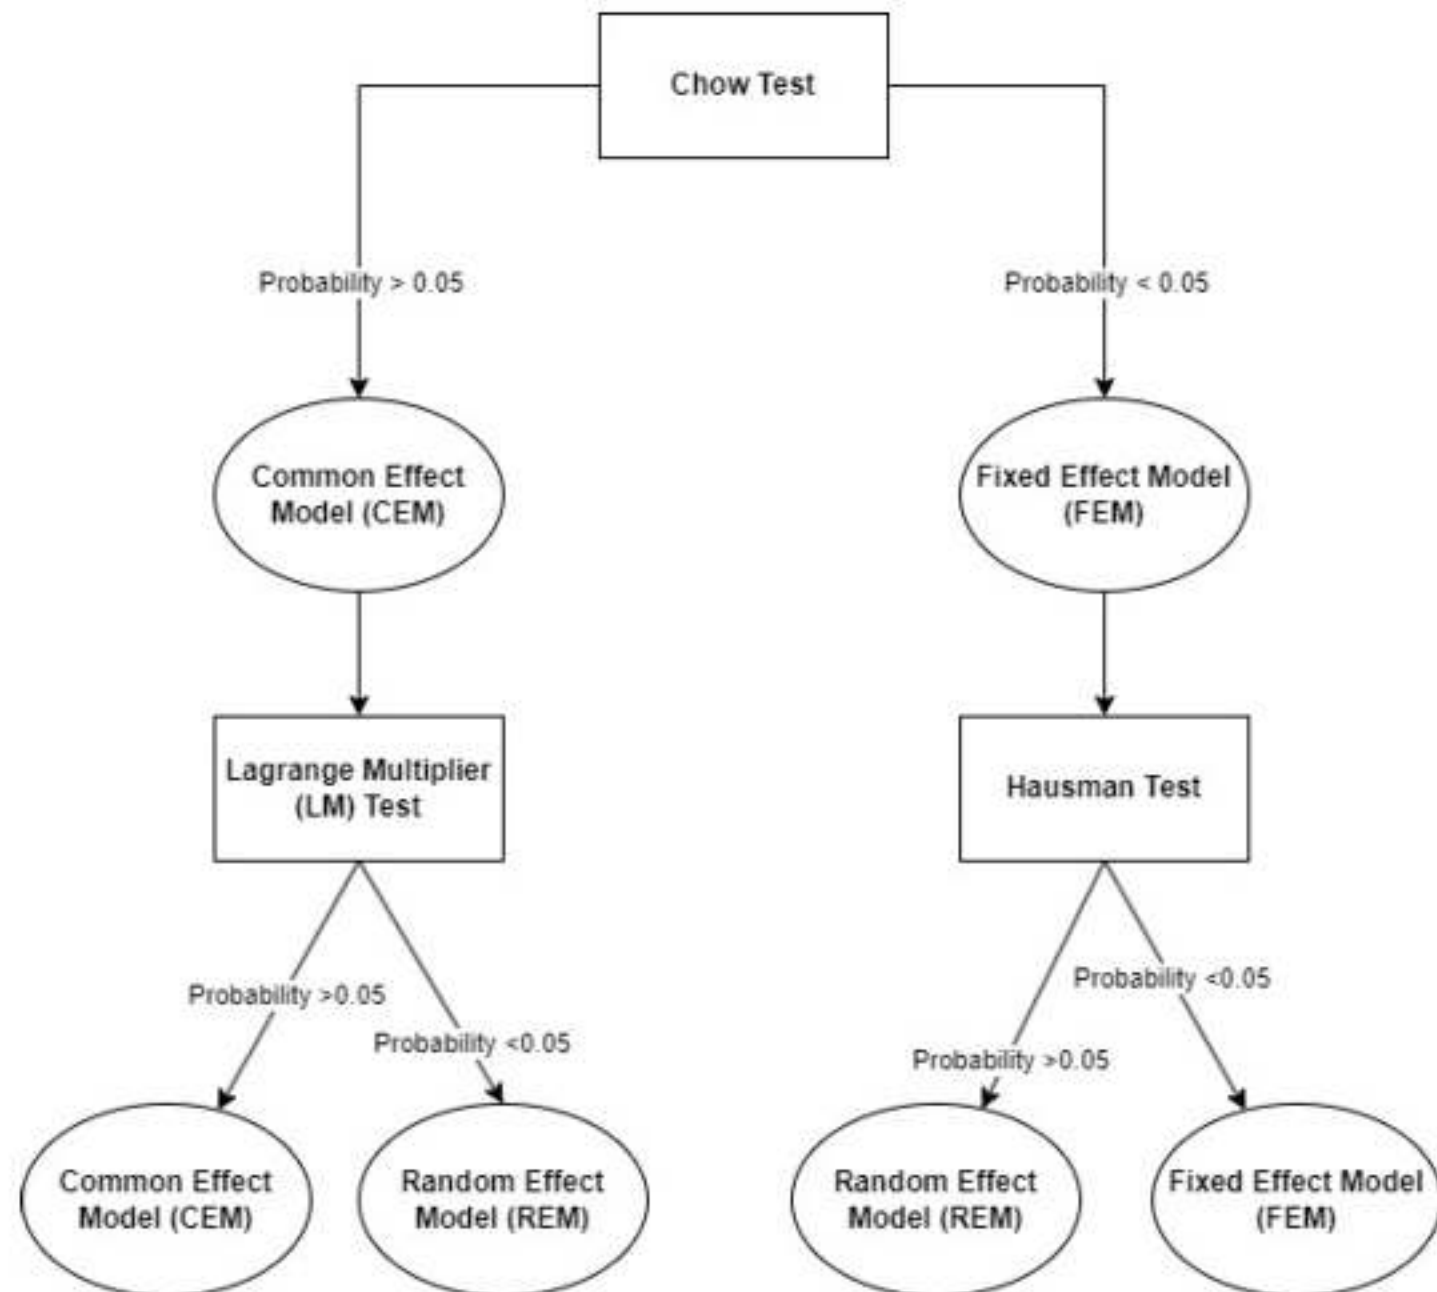 Chow Test
Probability > 0.05
Probability < 0.05
Common Effect
Model (CEM)
Fixed Effect Model
(FEM)
Lagrange Multiplier
(LM) Test
Hausman Test
Probability >0.05
Probability <0.05
Probability >0.05
Probability <0.05
Common Effect
Model (CEM)
Random Effect
Model (REM)
Random Effect
Model (REM)
Fixed Effect Model
(FEM)